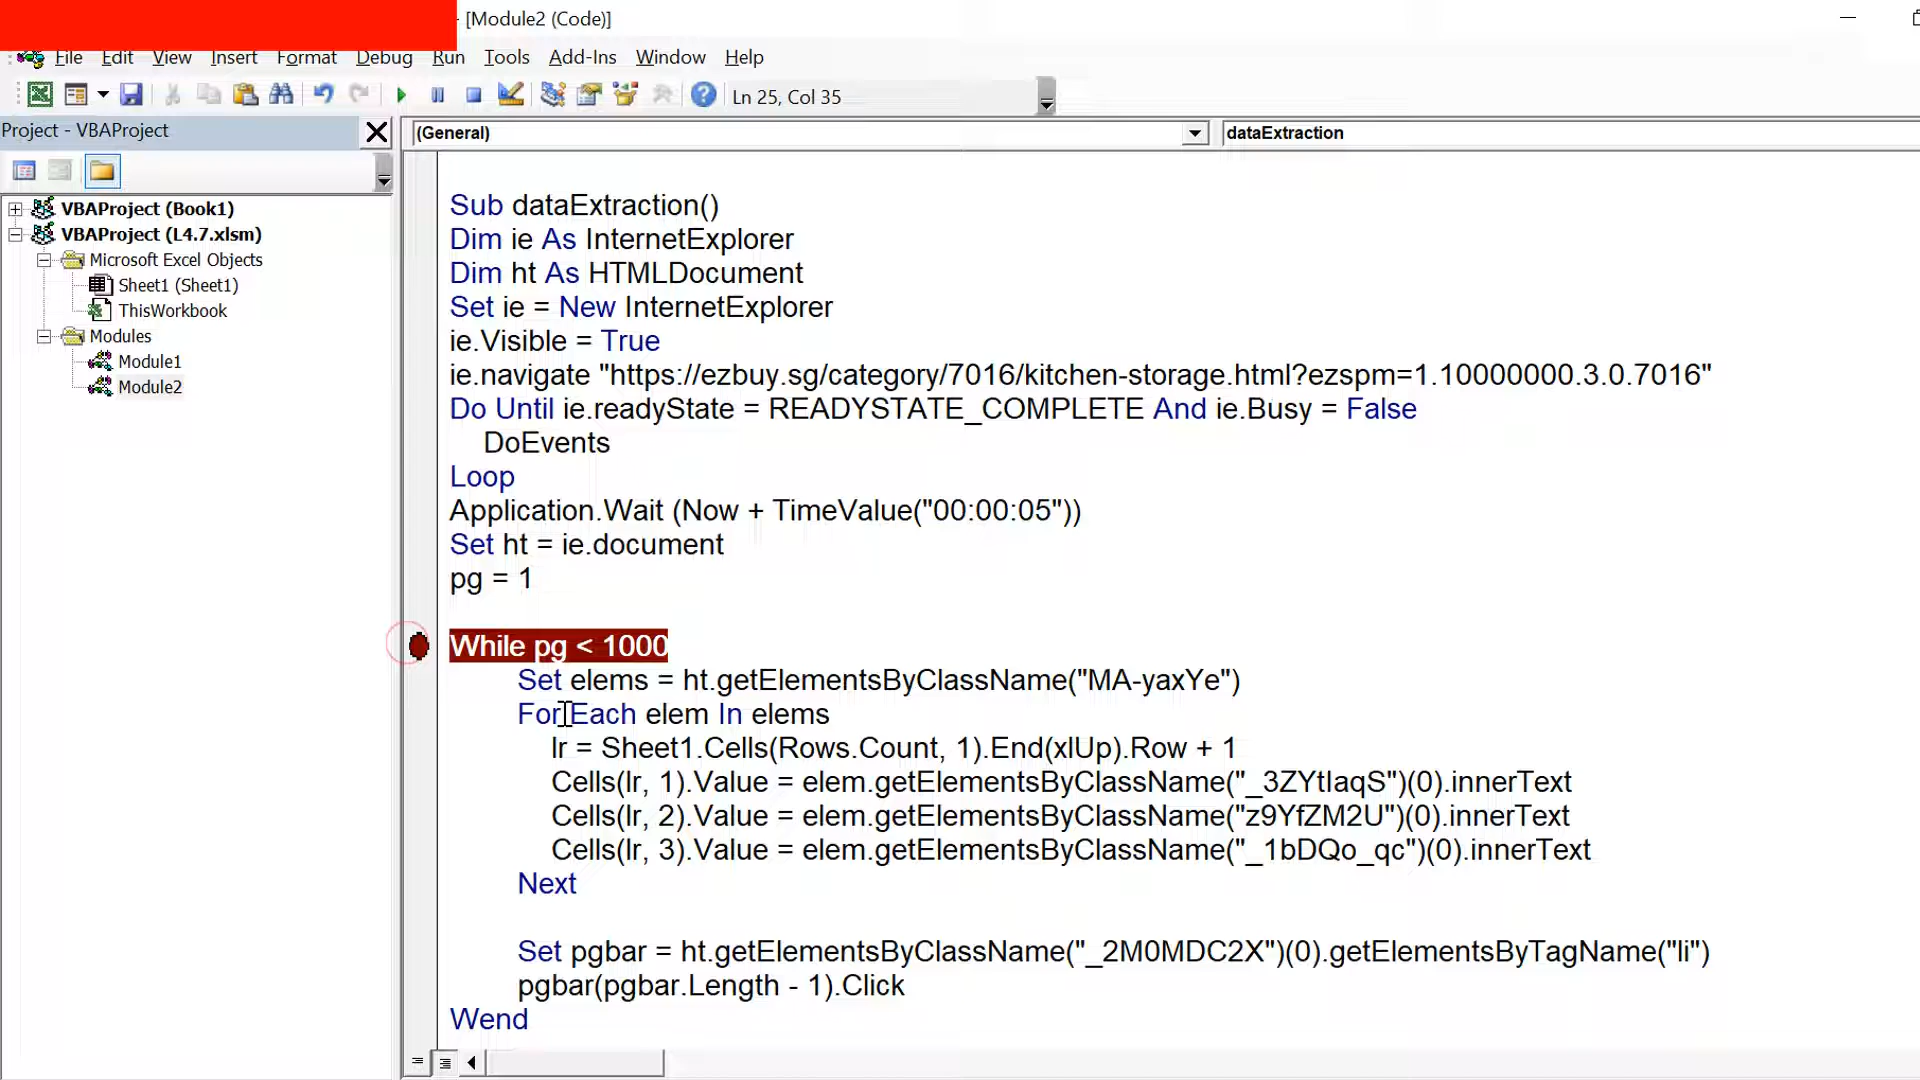 - [Module2 (Code)]
File Edit View Insert Format Debug Run Tools Add-Ins Window Help
Ln 25, Col 35
Project - VBAProject
(General)
dataExtraction
VBAProject (Book1)
VBAProject (L4.7.xlsm)
Microsoft Excel Objects
Sheet1 (Sheet1)
ThisWorkbook
Modules
Module1
Module2
Sub dataExtraction()
Dim ie As InternetExplorer
Dim ht As HTMLDocument
Set ie = New InternetExplorer
ie.Visible = True
ie.navigate "https://ezbuy.sg/category/7016/kitchen-storage.html?ezspm=1.10000000.3.0.7016"
Do Until ie.readyState = READYSTATE_COMPLETE And ie.Busy = False
DoEvents
Loop
Application.Wait (Now + TimeValue("00:00:05"))
Set ht = ie.document
pg = 1
While pg < 1000
Set elems = ht.getElementsByClassName("MA-yaxYe")
For Each elem In elems
lr = Sheet1.Cells(Rows.Count, 1).End(xlUp).Row + 1
Cells(lr, 1).Value = elem.getElementsByClassName("_3ZYtIaqS")(0).innerText
Cells(lr, 2).Value = elem.getElementsByClassName("z9YfZM2U")(0).innerText
Cells(lr, 3).Value = elem.getElementsByClassName("_1bDQo_qc")(0).innerText
Next
Set pgbar = ht.getElementsByClassName("_2M0MDC2X")(0).getElementsByTagName("li")
pgbar(pgbar.Length - 1).Click
Wend